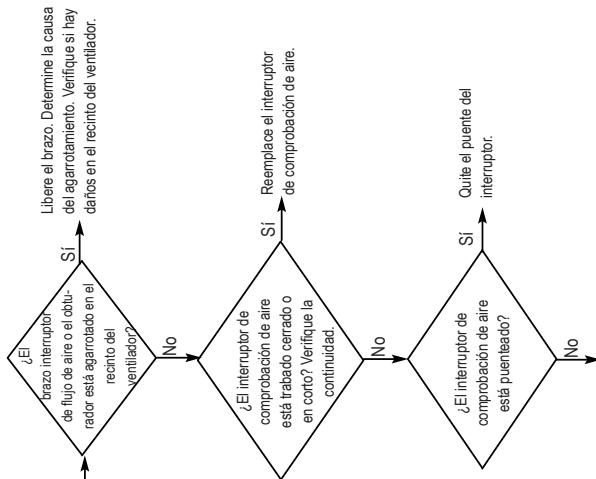 ¿El
brazo interruptor
de flujo de aire o el obtu-
rador está agarrotado en el
recinto del
ventilador?
Sí
Libere el brazo. Determine la causa
del agarrotamiento. Verifique si hay
daños en el recinto del ventilador.
No
¿El interruptor de
comprobación de aire
está trabado cerrado o
en corto? Verifique la
continuidad.
Sí
Reemplace el interruptor
de comprobación de aire.
No
¿El interruptor de
comprobación de aire
está puenteado?
Sí
Quite el puente del
interruptor.
No